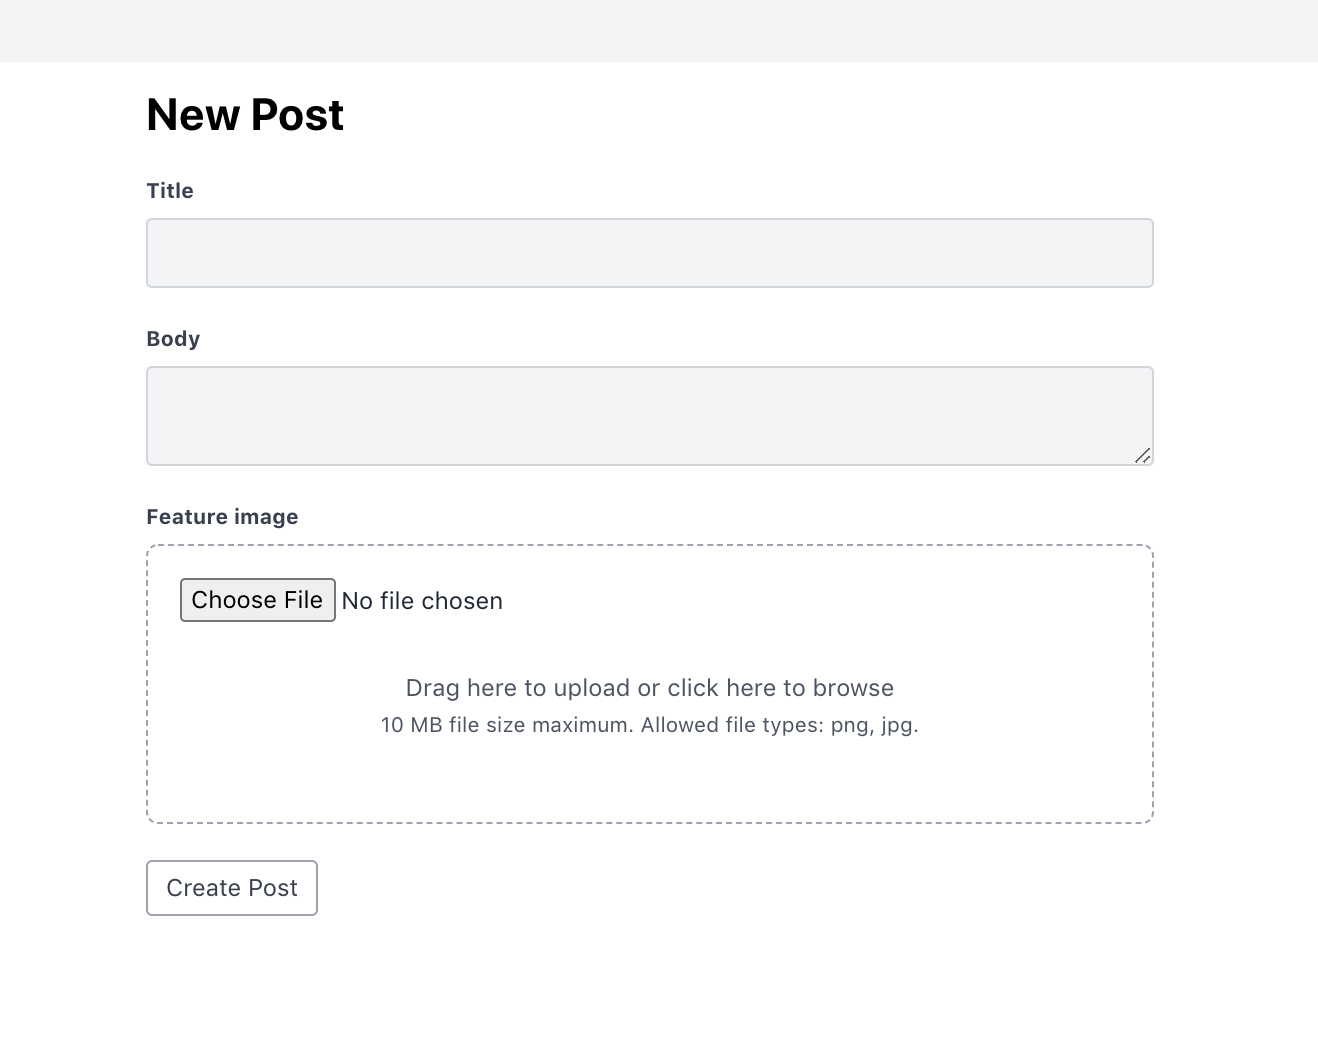 New Post
Title
Body
Feature image
Choose File No file chosen
Drag here to upload or click here to browse
10 MB file size maximum. Allowed file types: png, jpg.
Create Post